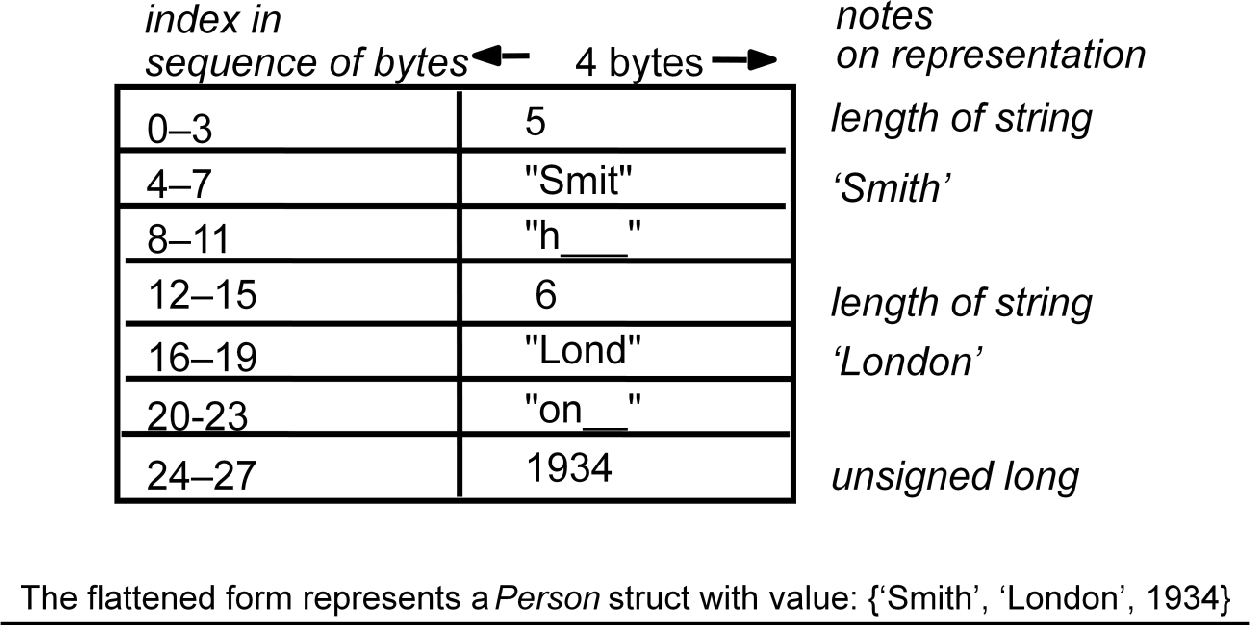 index in
sequence of bytes
4 bytes
notes
on representation
0–3
5
length of string
4–7
"Smit"
‘Smith’
8–11
"h___"
12–15
6
length of string
16–19
"Lond"
‘London’
20-23
"on__"
24–27
1934
unsigned long
The flattened form represents a Person struct with value: {‘Smith’, ‘London’, 1934}